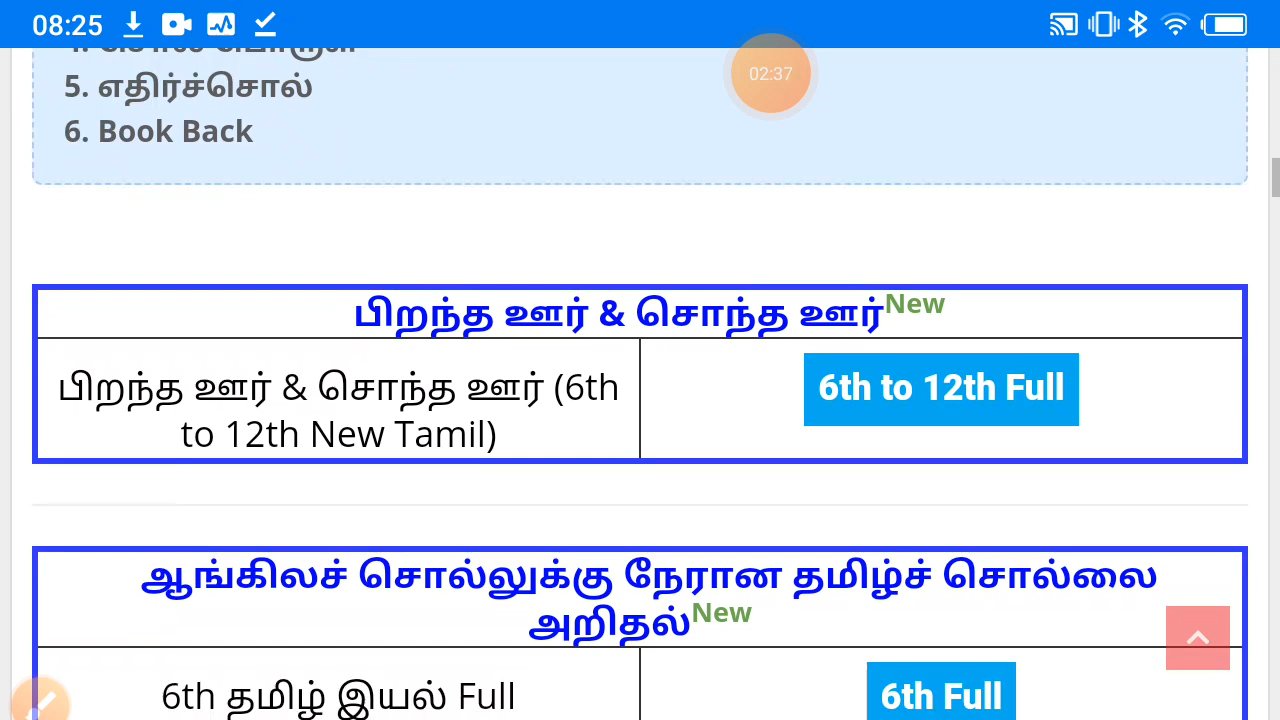 08:25
02:37
5. எதிர்ச்சொல்
6. Book Back
பிறந்த ஊர் & சொந்த ஊர்New
பிறந்த ஊர் & சொந்த ஊர் (6th
to 12th New Tamil)
6th to 12th Full
ஆங்கிலச் சொல்லுக்கு நேரான தமிழ்ச் சொல்லை
அறிதல்New
6th தமிழ் இயல் Full
6th Full